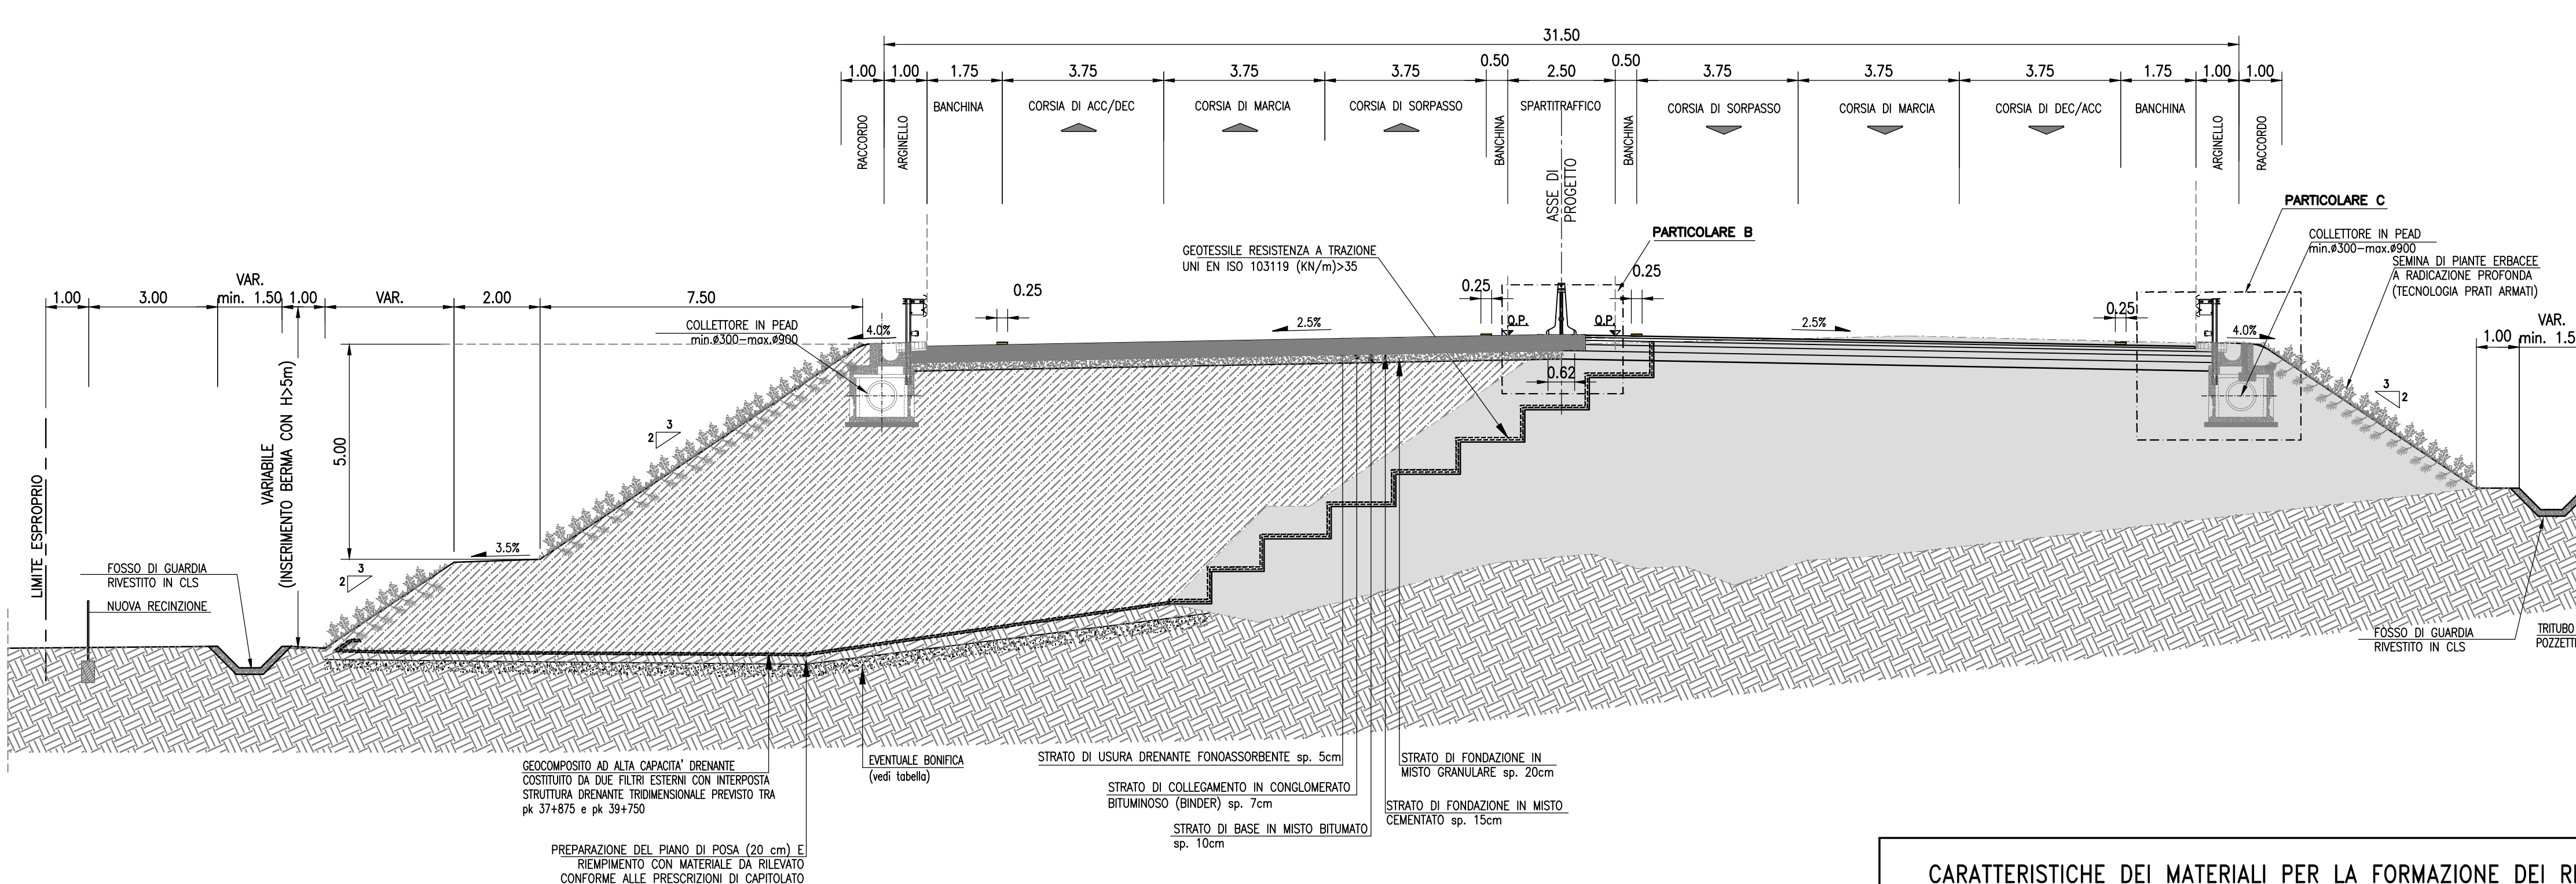 31.50
1.00 1.00 1.75 3.75 3.75 3.75 0.50 2.50 0.50 3.75 3.75 3.75 1.75 1.00 1.00
RACCORDO
ARGINELLO
BANCHINA
CORSIA DI ACC/DEC
CORSIA DI MARCIA
CORSIA DI SORPASSO
BANCHINA
SPARTITRAFFICO
BANCHINA
CORSIA DI SORPASSO
CORSIA DI MARCIA
CORSIA DI DEC/ACC
BANCHINA
ARGINELLO
RACCORDO
ASSE DI
PROGETTO
PARTICOLARE C
PARTICOLARE B
COLLETTORE IN PEAD
min.ø300-max.ø900
SEMINA DI PIANTE ERBACEE
A RADICAZIONE PROFONDA
(TECNOLOGIA PRATI ARMATI)
GEOTESSILE RESISTENZA A TRAZIONE
UNI EN ISO 103119 (KN/m)>35
1.00
3.00
VAR.
min. 1.50
1.00
VAR.
2.00
7.50
0.25
0.25
0.25
0.25
COLLETTORE IN PEAD
min.ø300-max.ø900
4.0%
2.5%
Q.P.
Q.P.
2.5%
4.0%
VAR.
1.00
min. 1.5
0.62
3
2
3
2
5.00
LIMITE ESPROPRIO
VARIABILE
(INSERIMENTO BERMA CON H>5m)
3.5%
3
2
FOSSO DI GUARDIA
RIVESTITO IN CLS
NUOVA RECINZIONE
FOSSO DI GUARDIA
RIVESTITO IN CLS
TRITUBO
POZZETTI
GEOCOMPOSITO AD ALTA CAPACITA' DRENANTE
COSTITUITO DA DUE FILTRI ESTERNI CON INTERPOSTA
STRUTTURA DRENANTE TRIDIMENSIONALE PREVISTO TRA
pk 37+875 e pk 39+750
EVENTUALE BONIFICA
(vedi tabella)
STRATO DI USURA DRENANTE FONOASSORBENTE sp. 5cm
STRATO DI FONDAZIONE IN
MISTO GRANULARE sp. 20cm
STRATO DI COLLEGAMENTO IN CONGLOMERATO
BITUMINOSO (BINDER) sp. 7cm
STRATO DI FONDAZIONE IN MISTO
CEMENTATO sp. 15cm
STRATO DI BASE IN MISTO BITUMATO
sp. 10cm
PREPARAZIONE DEL PIANO DI POSA (20 cm) E
RIEMPIMENTO CON MATERIALE DA RILEVATO
CONFORME ALLE PRESCRIZIONI DI CAPITOLATO
CARATTERISTICHE DEI MATERIALI PER LA FORMAZIONE DEI